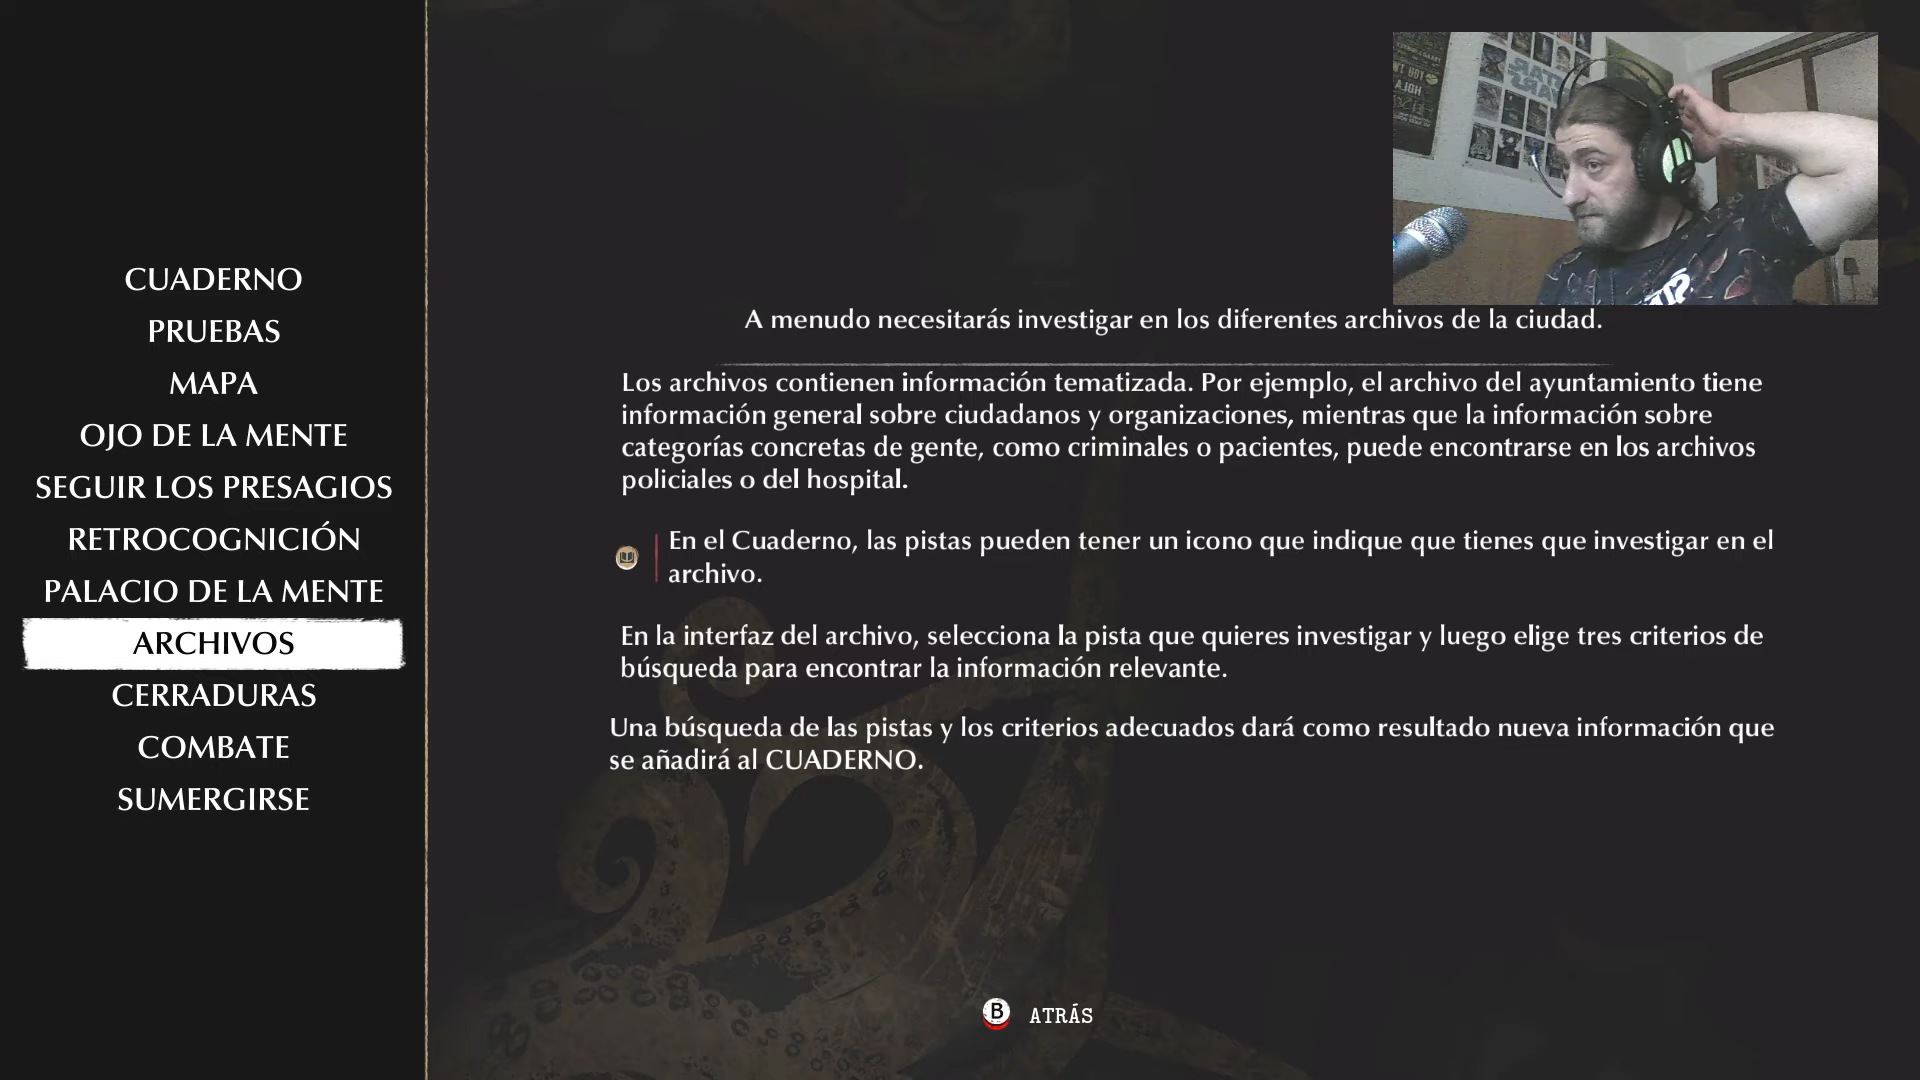 CUADERNO
PRUEBAS
MAPA
OJO DE LA MENTE
SEGUIR LOS PRESAGIOS
RETROCOGNICIÓN
PALACIO DE LA MENTE
ARCHIVOS
CERRADURAS
COMBATE
SUMERGIRSE
A menudo necesitarás investigar en los diferentes archivos de la ciudad.
Los archivos contienen información tematizada. Por ejemplo, el archivo del ayuntamiento tiene
información general sobre ciudadanos y organizaciones, mientras que la información sobre
categorías concretas de gente, como criminales o pacientes, puede encontrarse en los archivos
policiales o del hospital.
En el Cuaderno, las pistas pueden tener un icono que indique que tienes que investigar en el
archivo.
En la interfaz del archivo, selecciona la pista que quieres investigar y luego elige tres criterios de
búsqueda para encontrar la información relevante.
Una búsqueda de las pistas y los criterios adecuados dará como resultado nueva información que
se añadirá al CUADERNO.
B ATRÁS
STAR
WARS
HOLA